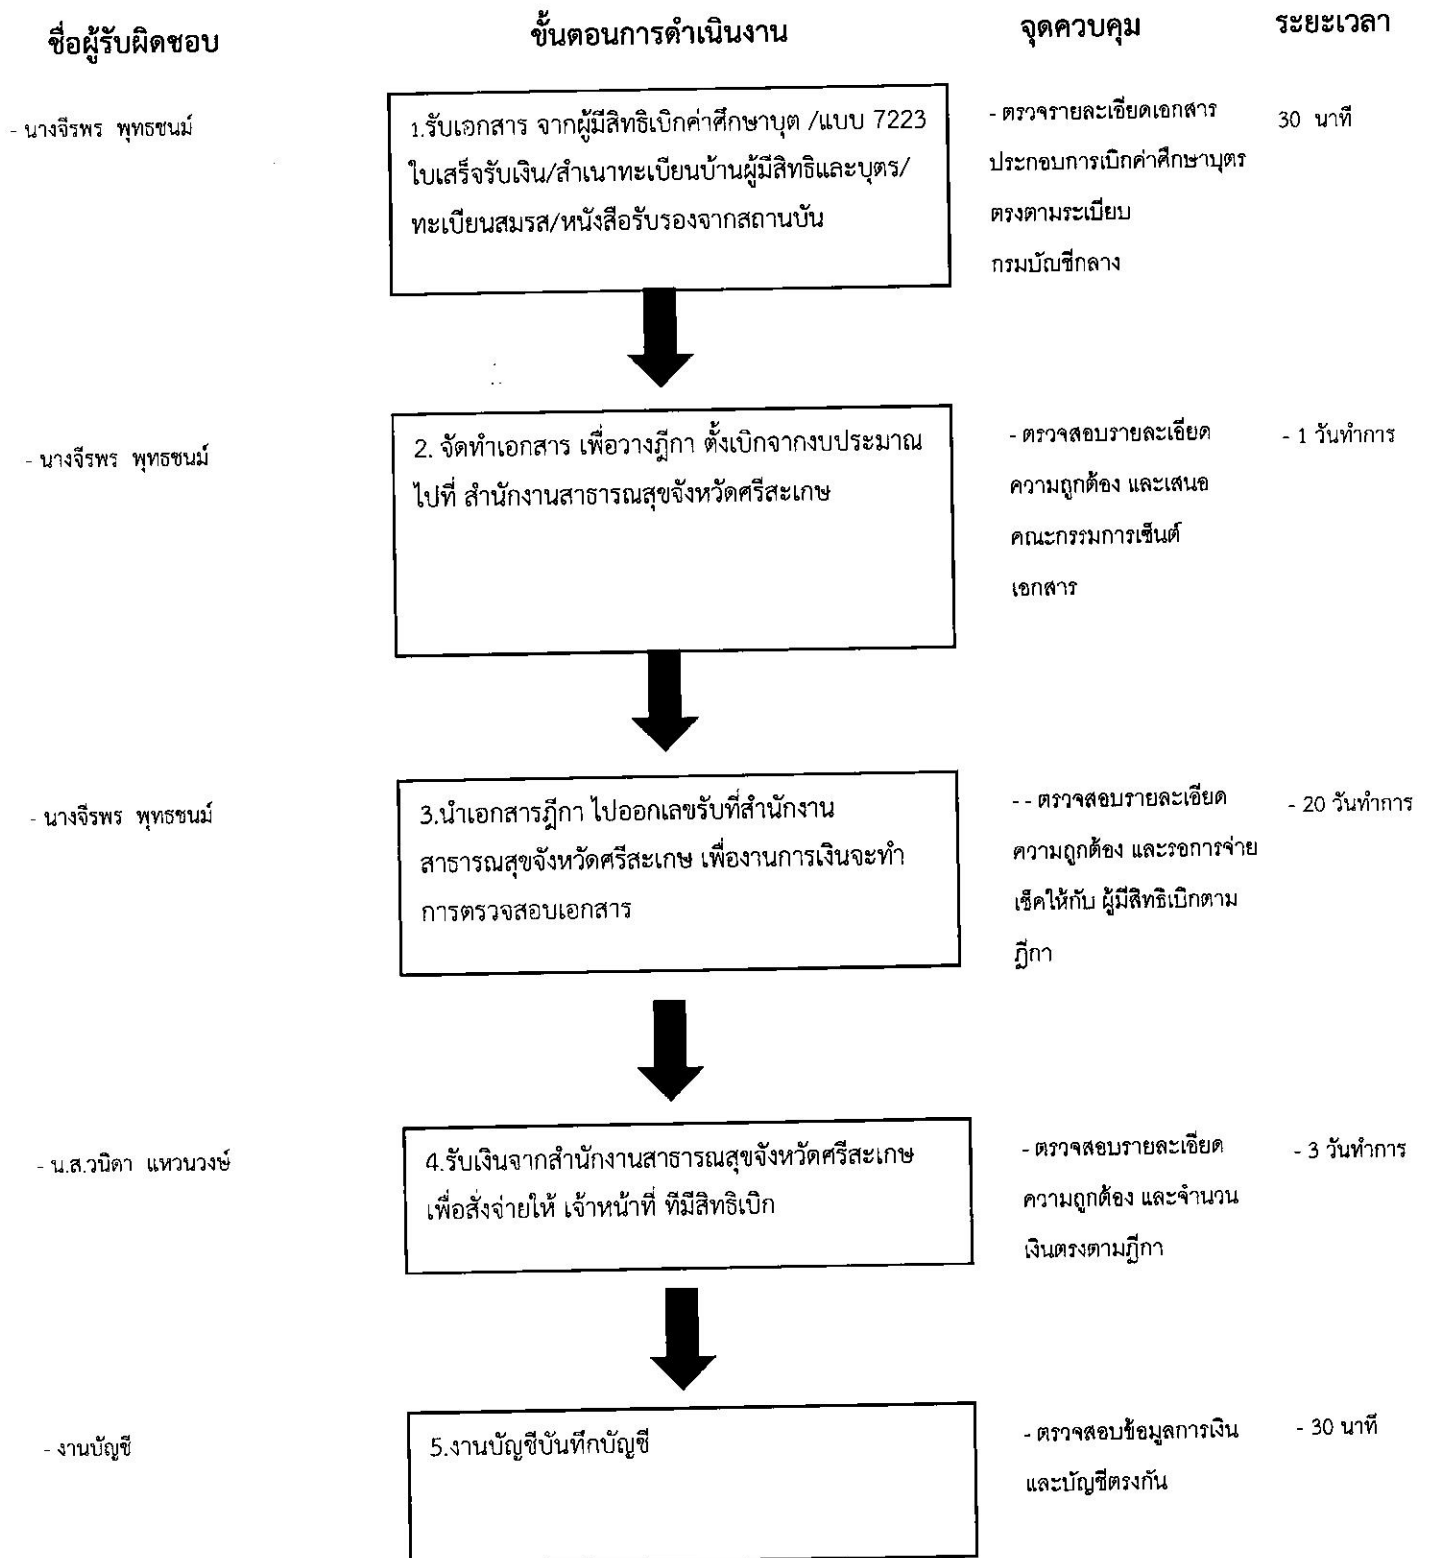 ชื่อผู้รับผิดชอบ ขั้นตอนการดำเนินงาน จุดควบคุม ระยะเวลา
- นางจีรพร พุทธชนม์
1.รับเอกสาร จากผู้มีสิทธิเบิกค่าศึกษาบุต /แบบ 7223
ใบเสร็จรับเงิน/สำเนาทะเบียนบ้านผู้มีสิทธิและบุตร/
ทะเบียนสมรส/หนังสือรับรองจากสถานบัน
- ตรวจรายละเอียดเอกสาร
ประกอบการเบิกค่าศึกษาบุตร
ตรงตามระเบียบ
กรมบัญชีกลาง
30 นาที
- นางจีรพร พุทธชนม์
2. จัดทำเอกสาร เพื่อวางฎีกา ตั้งเบิกจากงบประมาณ
ไปที่ สำนักงานสาธารณสุขจังหวัดศรีสะเกษ
- ตรวจสอบรายละเอียด
ความถูกต้อง และเสนอ
คณะกรรมการเซ็นต์
เอกสาร
- 1 วันทำการ
- นางจีรพร พุทธชนม์
3.นำเอกสารฎีกา ไปออกเลขรับที่สำนักงาน
สาธารณสุขจังหวัดศรีสะเกษ เพื่องานการเงินจะทำ
การตรวจสอบเอกสาร
- - ตรวจสอบรายละเอียด
ความถูกต้อง และรอการจ่าย
เช็คให้กับ ผู้มีสิทธิเบิกตาม
ฎีกา
- 20 วันทำการ
- น.ส.วนิดา แหวนวงษ์
4.รับเงินจากสำนักงานสาธารณสุขจังหวัดศรีสะเกษ
เพื่อสั่งจ่ายให้ เจ้าหน้าที่ ทีมีสิทธิเบิก
- ตรวจสอบรายละเอียด
ความถูกต้อง และจำนวน
เงินตรงตามฎีกา
- 3 วันทำการ
- งานบัญชี
5.งานบัญชีบันทึกบัญชี
- ตรวจสอบข้อมูลการเงิน
และบัญชีตรงกัน
- 30 นาที